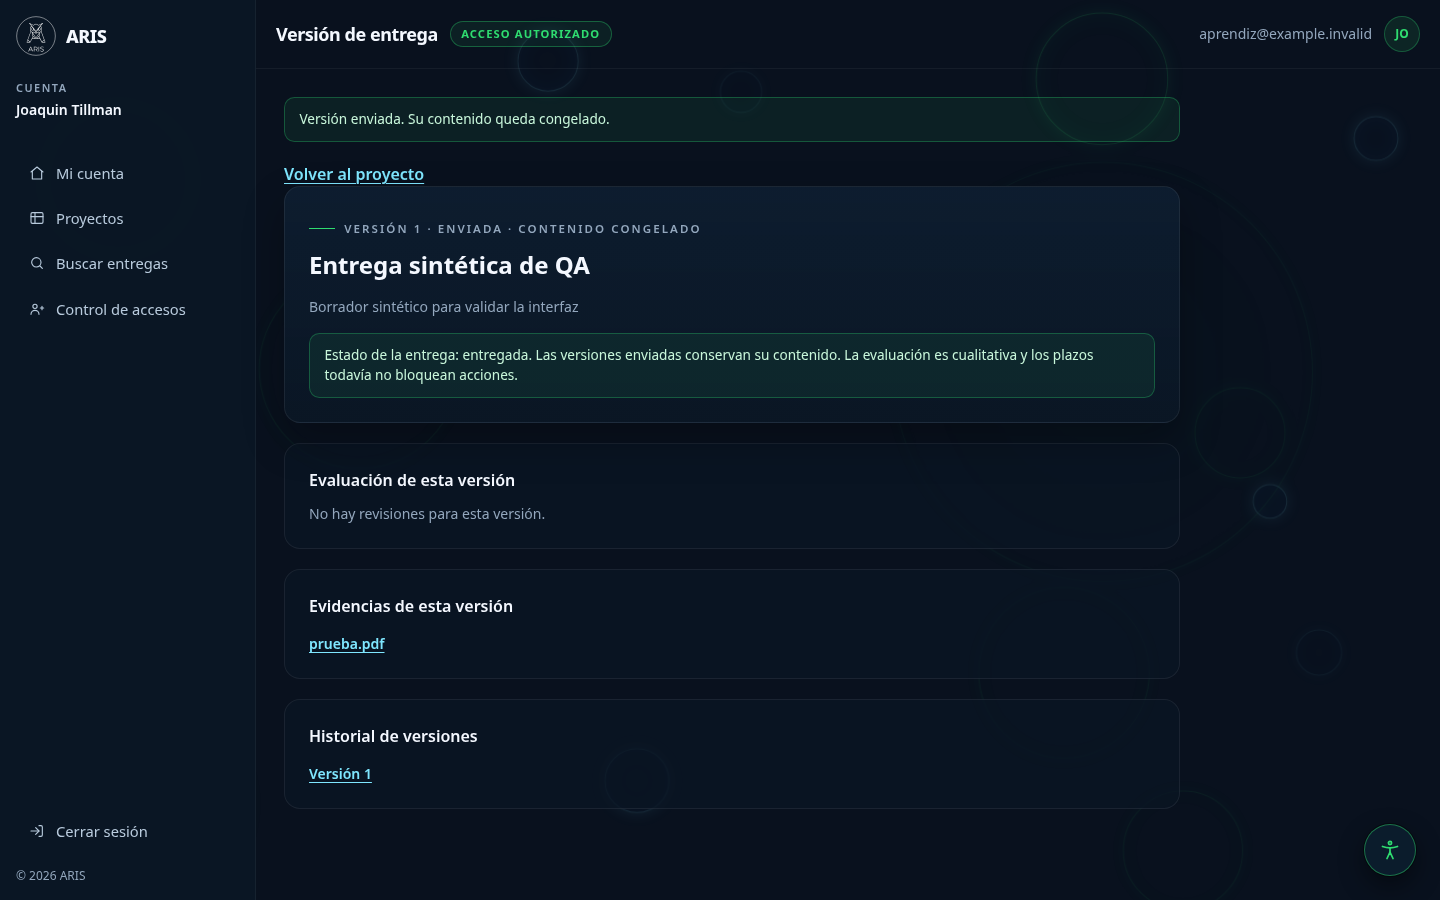 ARIS
ARIS
CUENTA
Joaquin Tillman
Mi cuenta
Proyectos
Buscar entregas
Control de accesos
Cerrar sesión
© 2026 ARIS
Versión de entrega
ACCESO AUTORIZADO
aprendiz@example.invalid
JO
Versión enviada. Su contenido queda congelado.
Volver al proyecto
VERSIÓN 1 · ENVIADA · CONTENIDO CONGELADO
Entrega sintética de QA
Borrador sintético para validar la interfaz
Estado de la entrega: entregada. Las versiones enviadas conservan su contenido. La evaluación es cualitativa y los plazos
todavía no bloquean acciones.
Evaluación de esta versión
No hay revisiones para esta versión.
Evidencias de esta versión
prueba.pdf
Historial de versiones
Versión 1